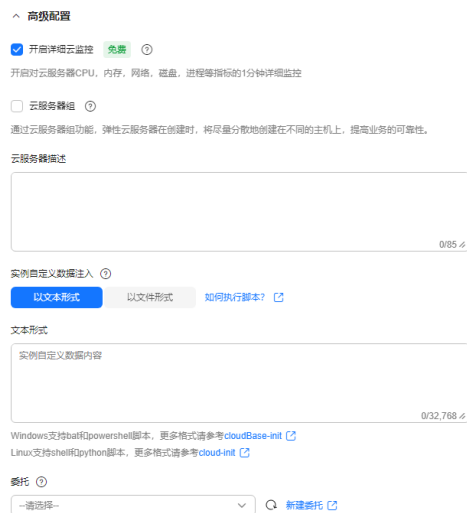 高级配置
开启详细云监控 免费
开启对云服务器CPU，内存，网络，磁盘，进程等指标的1分钟详细监控
云服务器组
通过云服务器组功能，弹性云服务器在创建时，将尽量分散地创建在不同的主机上，提高业务的可靠性。
云服务器描述
0/85
实例自定义数据注入
以文本形式 以文件形式 如何执行脚本？
文本形式
实例自定义数据内容
0/32,768
Windows支持bat和powershell脚本，更多格式请参考cloudBase-init
Linux支持shell和python脚本，更多格式请参考cloud-init
委托
--请选择-- 新建委托